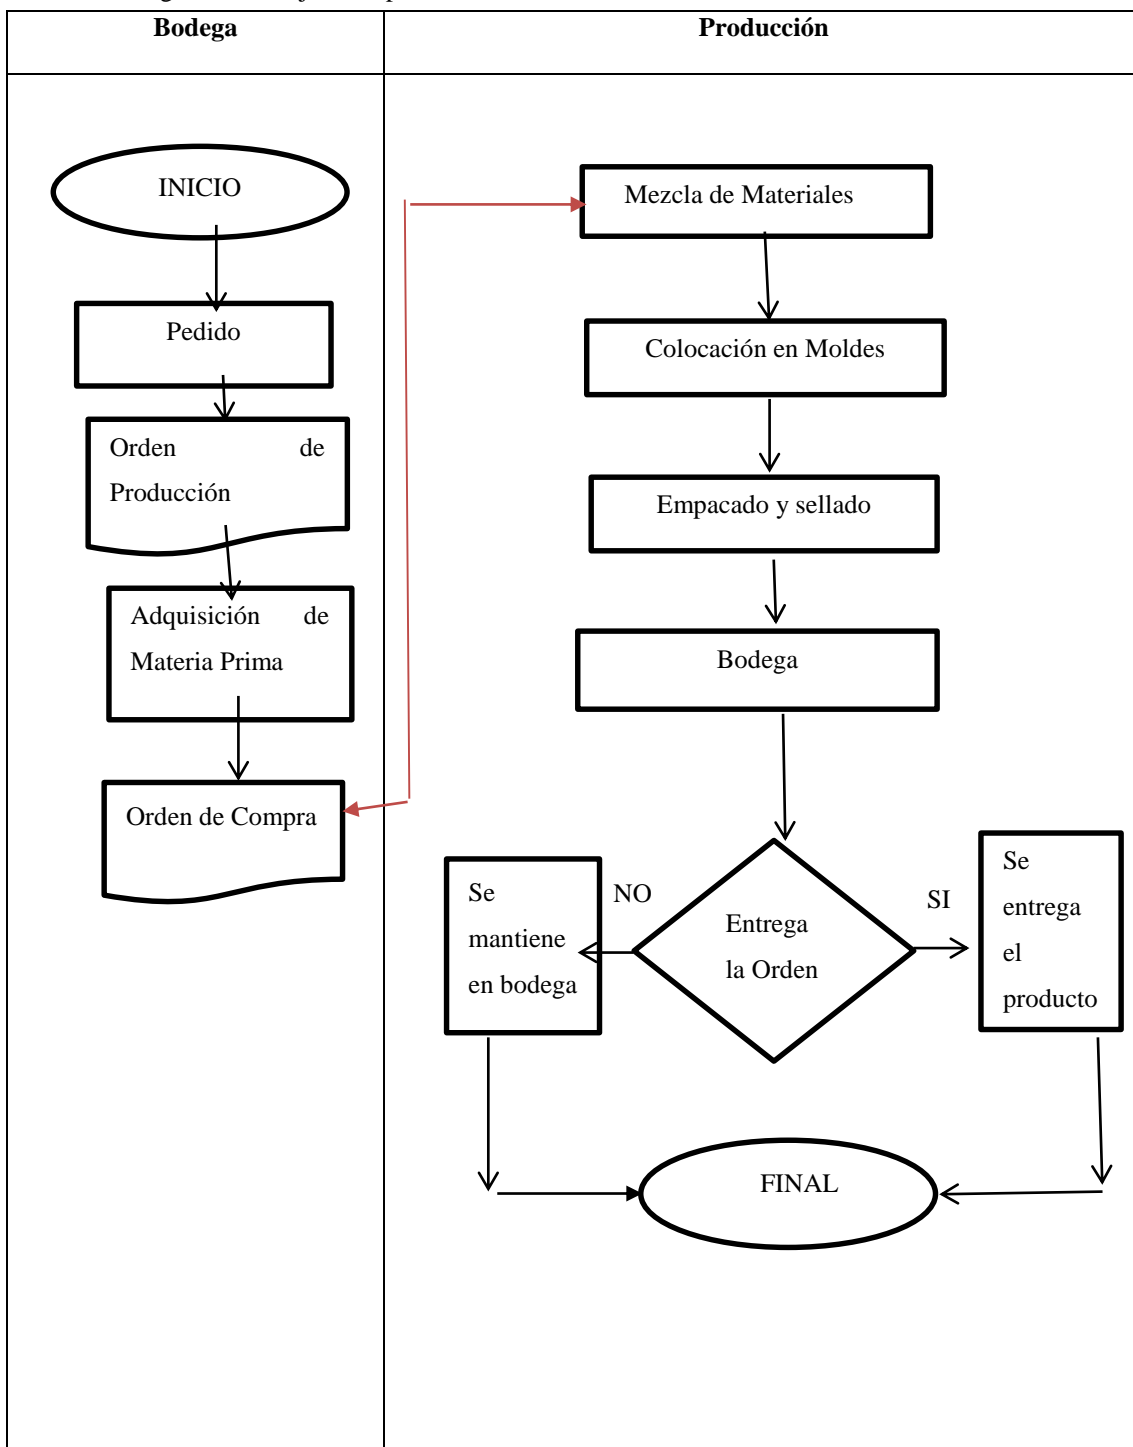 Bodega
Producción
INICIO
Pedido
Orden de
Producción
Adquisición de
Materia Prima
Orden de Compra
Mezcla de Materiales
Colocación en Moldes
Empacado y sellado
Bodega
Entrega
la Orden
NO
SI
Se
mantiene
en bodega
Se
entrega
el
producto
FINAL